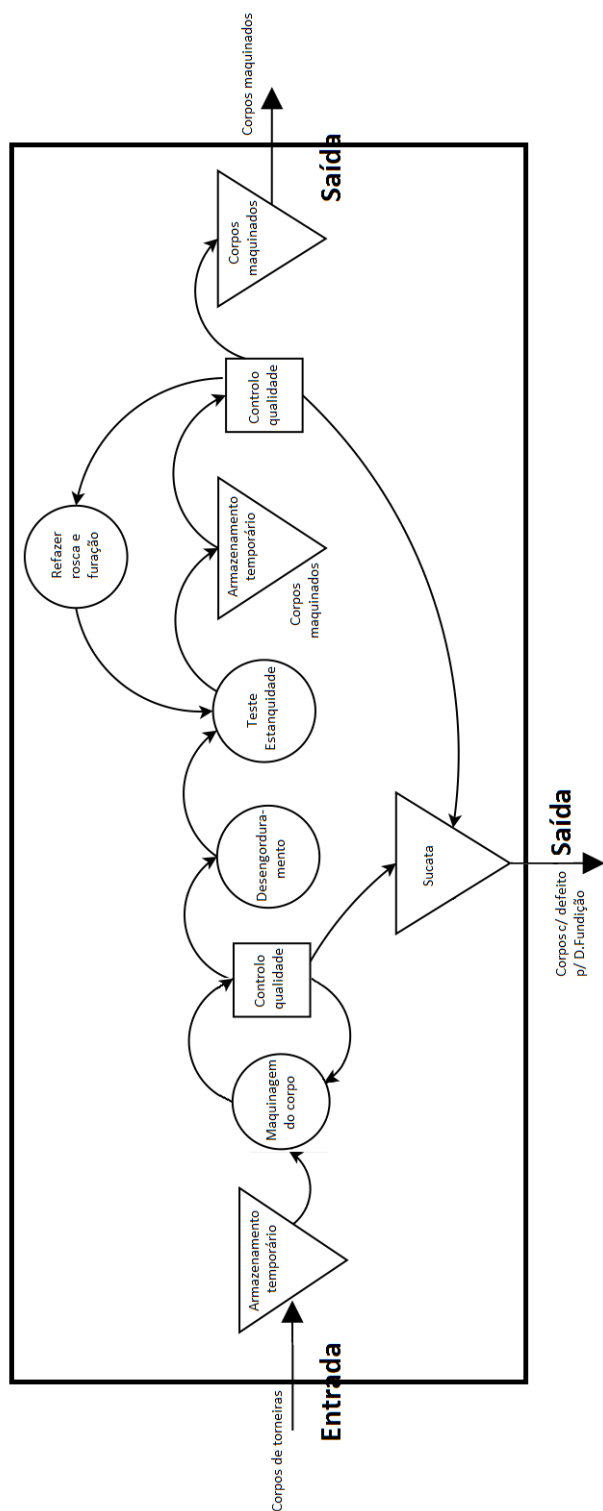 Corpos de torneiras
Entrada
Armazenamento
temporário
Maquinagem
do corpo
Controlo
qualidade
Desengordura-
mento
Teste
Estanquidade
Refazer
rosca e
furação
Armazenamento
temporário
Corpos
maquinados
Controlo
qualidade
Corpos
maquinados
Corpos maquinados
Saída
Sucata
Corpos c/ defeito
p/ D.Fundição
Saída